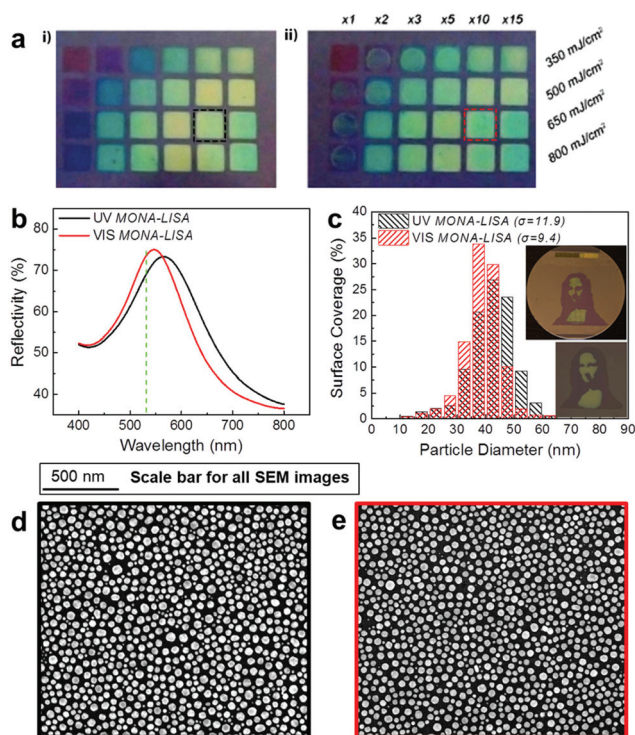 a
i)
ii)
x1 x2 x3 x5 x10 x15
350 mJ/cm²
500 mJ/cm²
650 mJ/cm²
800 mJ/cm²
b
UV MONA-LISA
VIS MONA-LISA
Reflectivity (%)
70
60
50
40
400 500 600 700 800
Wavelength (nm)
c
UV MONA-LISA (σ=11.9)
VIS MONA-LISA (σ=9.4)
Surface Coverage (%)
40
35
30
25
20
15
10
5
0
0 10 20 30 40 50 60 70 80 90
Particle Diameter (nm)
500 nm Scale bar for all SEM images
d
e